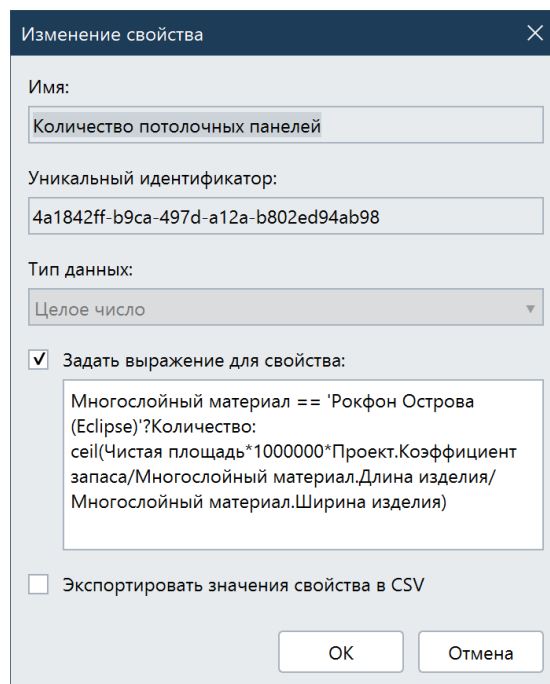 Изменение свойства
Имя:
Количество потолочных панелей
Уникальный идентификатор:
4a1842ff-b9ca-497d-a12a-b802ed94ab98
Тип данных:
Целое число
Задать выражение для свойства:
Многослойный материал == 'Рокфон Острова
(Eclipse)'?Количество:
ceil(Чистая площадь*1000000*Проект.Коэффициент
запаса/Многослойный материал.Длина изделия/
Многослойный материал.Ширина изделия)
Экспортировать значения свойства в CSV
ОК
Отмена